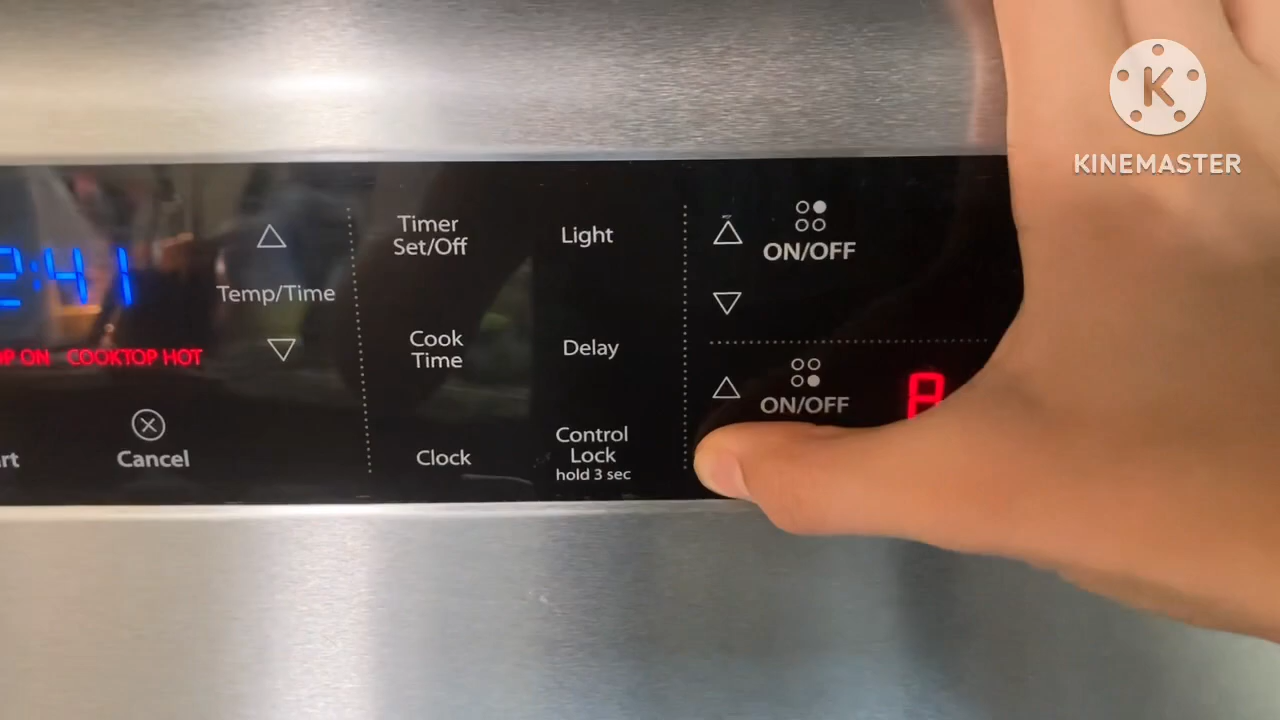 KINEMASTER
Timer
Set/Off
Light
ON/OFF
2:41
Temp/Time
ON COOKTOP HOT
Cook
Time
Delay
ON/OFF
8
Cancel
Clock
Control
Lock
hold 3 sec